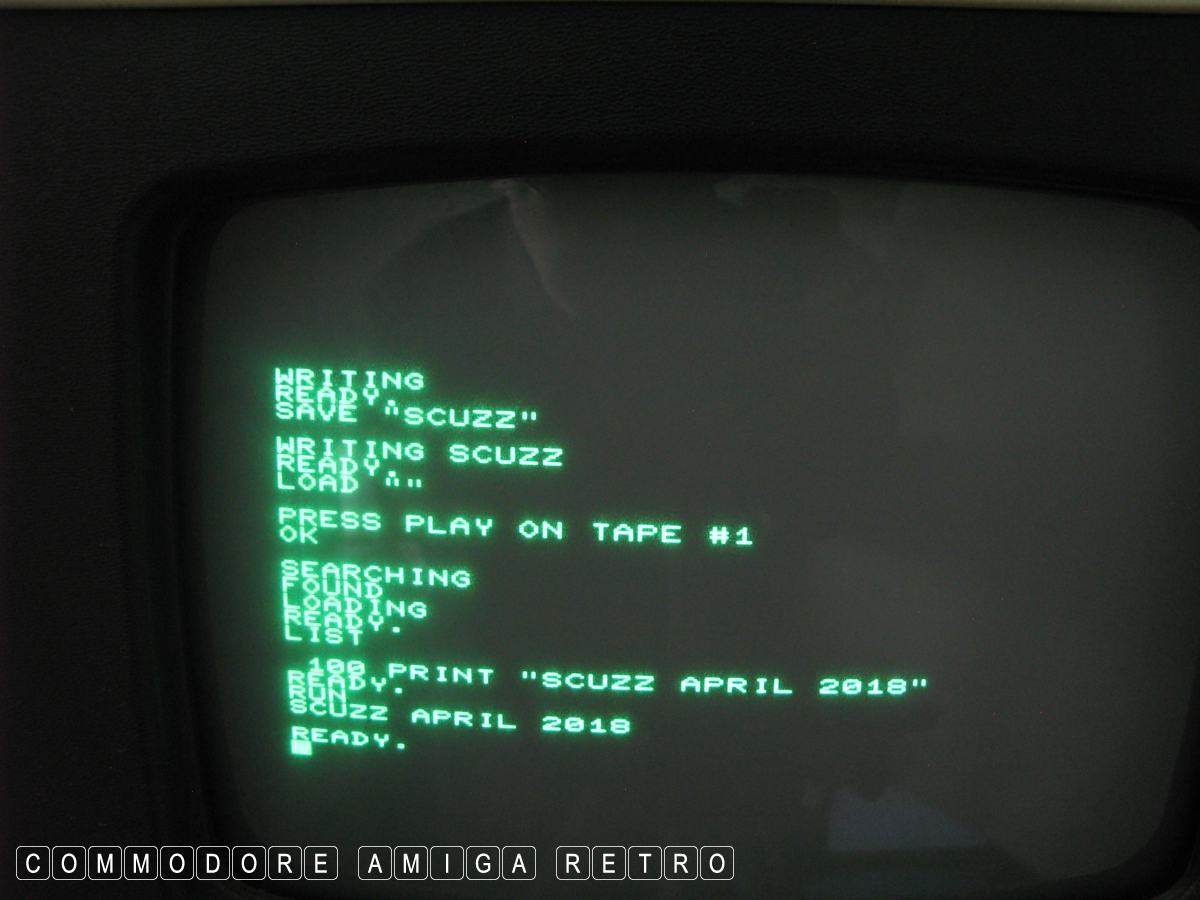 WRITING
READY.
SAVE "SCUZZ"
WRITING SCUZZ
READY.
LOAD ""
PRESS PLAY ON TAPE #1
OK
SEARCHING
FOUND
LOADING
READY.
LIST
100 PRINT "SCUZZ APRIL 2018"
READY.
RUN
SCUZZ APRIL 2018
READY.
COMMODORE AMIGA RETRO